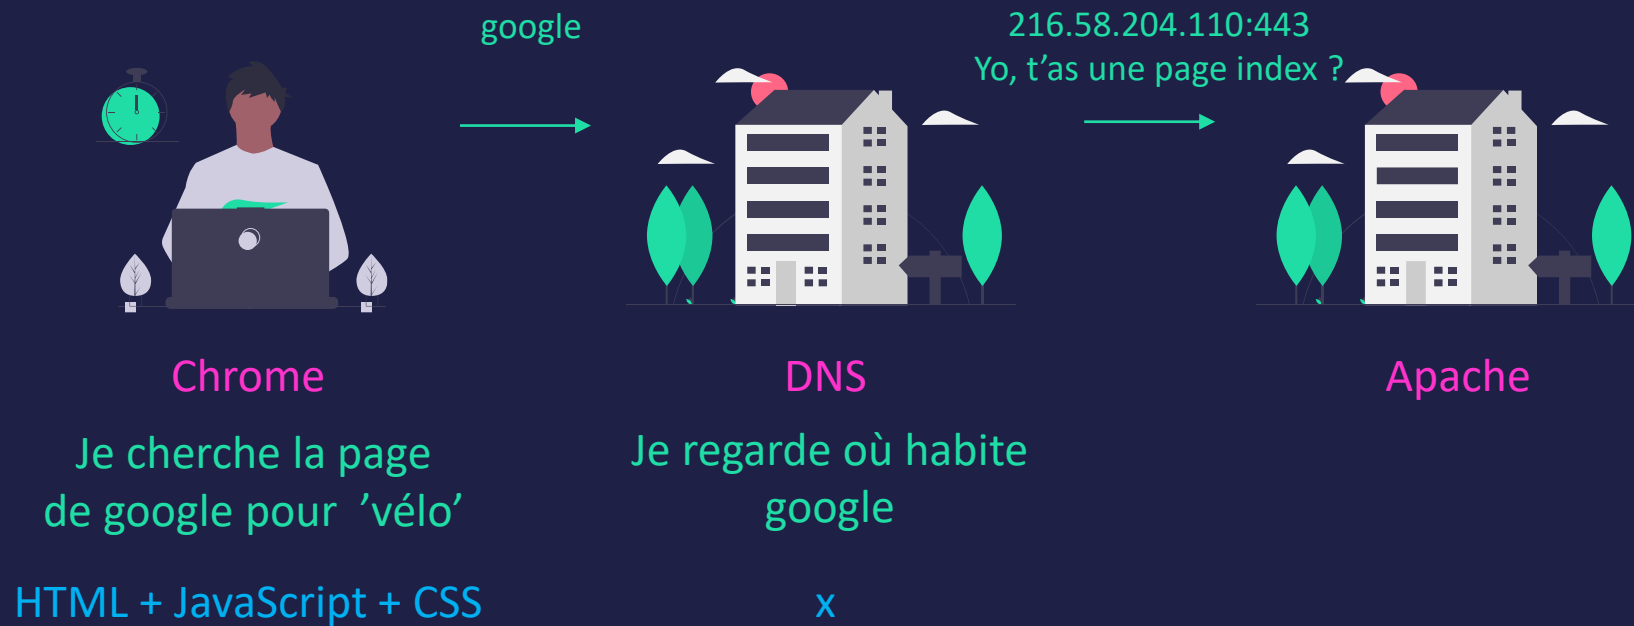 google
216.58.204.110:443
Yo, t’as une page index ?
Chrome
DNS
Apache
Je cherche la page
de google pour ’vélo’
Je regarde où habite
google
HTML + JavaScript + CSS
x